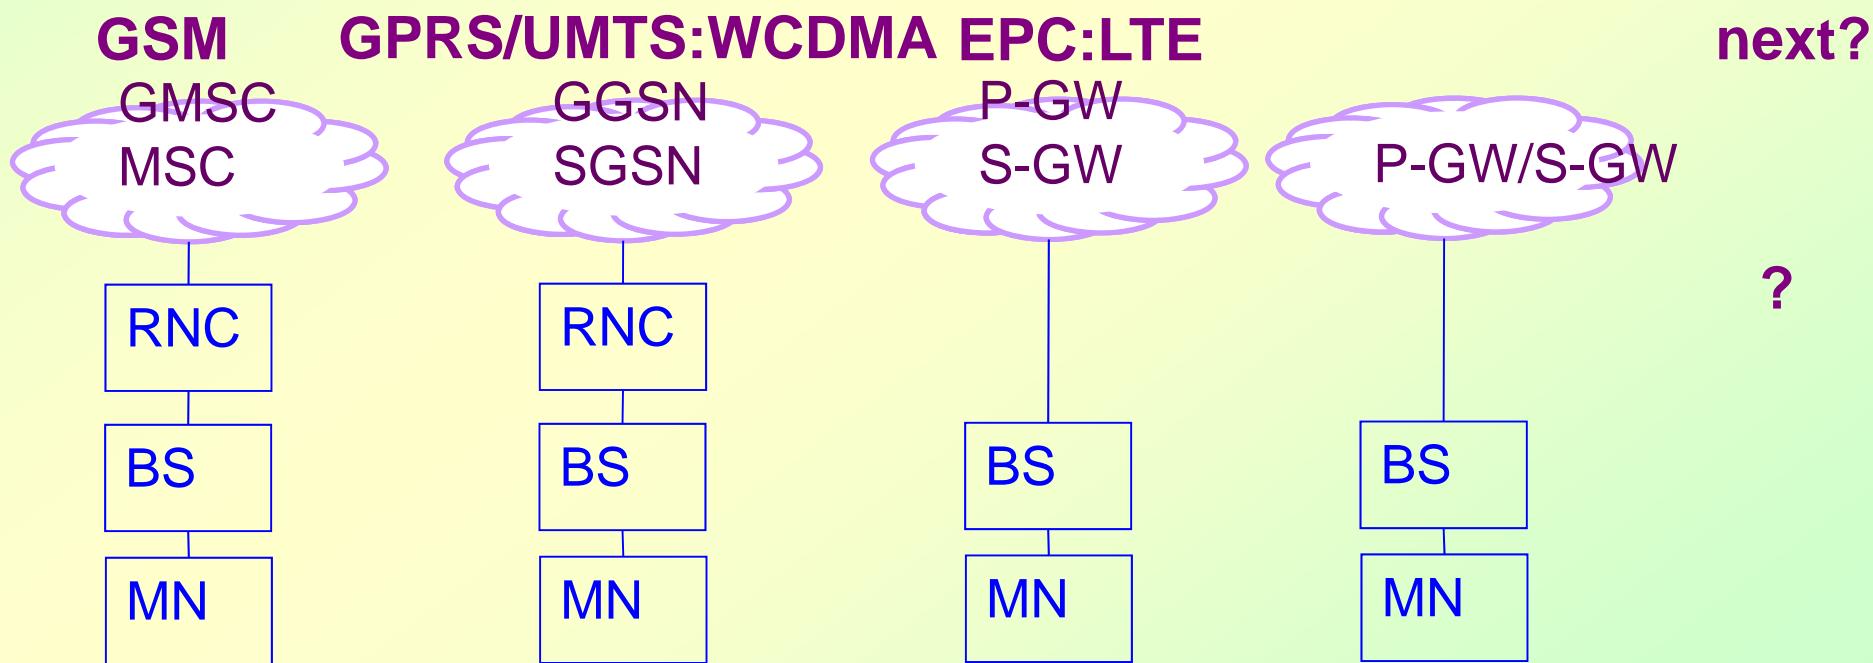 GSM
GPRS/UMTS:WCDMA
EPC:LTE
next?
GMSC
MSC
GGSN
SGSN
P-GW
S-GW
P-GW/S-GW
?
RNC
RNC
BS
BS
BS
BS
MN
MN
MN
MN